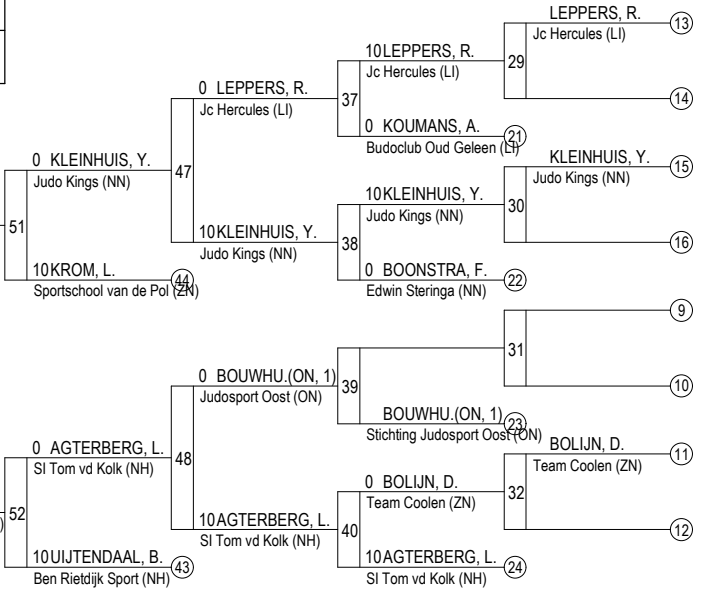 LEPPERS, R.
Jc Hercules (LI)
13
29
14
10 LEPPERS, R.
Jc Hercules (LI)
37
0 KOUMANS, A.
Budoclub Oud Geleen (LI)
21
0 LEPPERS, R.
Jc Hercules (LI)
47
KLEINHUIS, Y.
Judo Kings (NN)
15
30
16
10 KLEINHUIS, Y.
Judo Kings (NN)
38
0 BOONSTRA, F.
Edwin Steringa (NN)
22
10 KLEINHUIS, Y.
Judo Kings (NN)
0 KLEINHUIS, Y.
Judo Kings (NN)
51
10 KROM, L.
Sportschool van de Pol (ZN)
44
9
31
10
39
BOUWHU.(ON, 1)
Stichting Judosport Oost (ON)
23
0 BOUWHU.(ON, 1)
Judosport Oost (ON)
48
BOLIJN, D.
Team Coolen (ZN)
11
32
12
0 BOLIJN, D.
Team Coolen (ZN)
40
10 AGTERBERG, L.
SI Tom vd Kolk (NH)
24
10 AGTERBERG, L.
SI Tom vd Kolk (NH)
0 AGTERBERG, L.
SI Tom vd Kolk (NH)
52
)
10 UIJTENDAAL, B.
Ben Rietdijk Sport (NH)
43